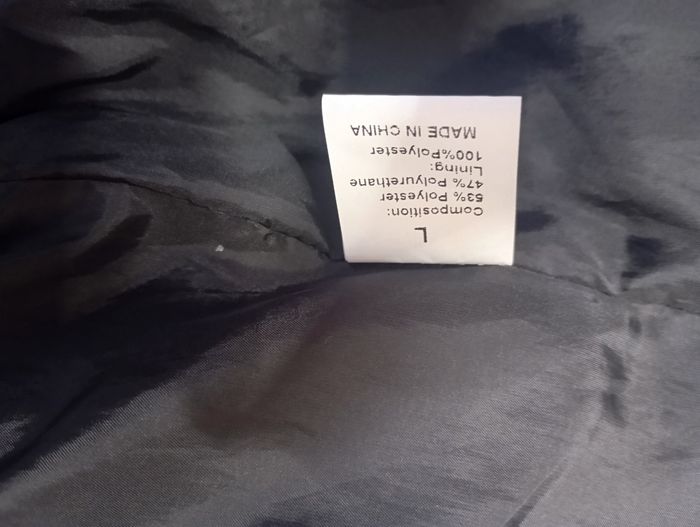 L
Composition:
53% Polyester
47% Polyurethane
Lining:
100%Polyester
MADE IN CHINA